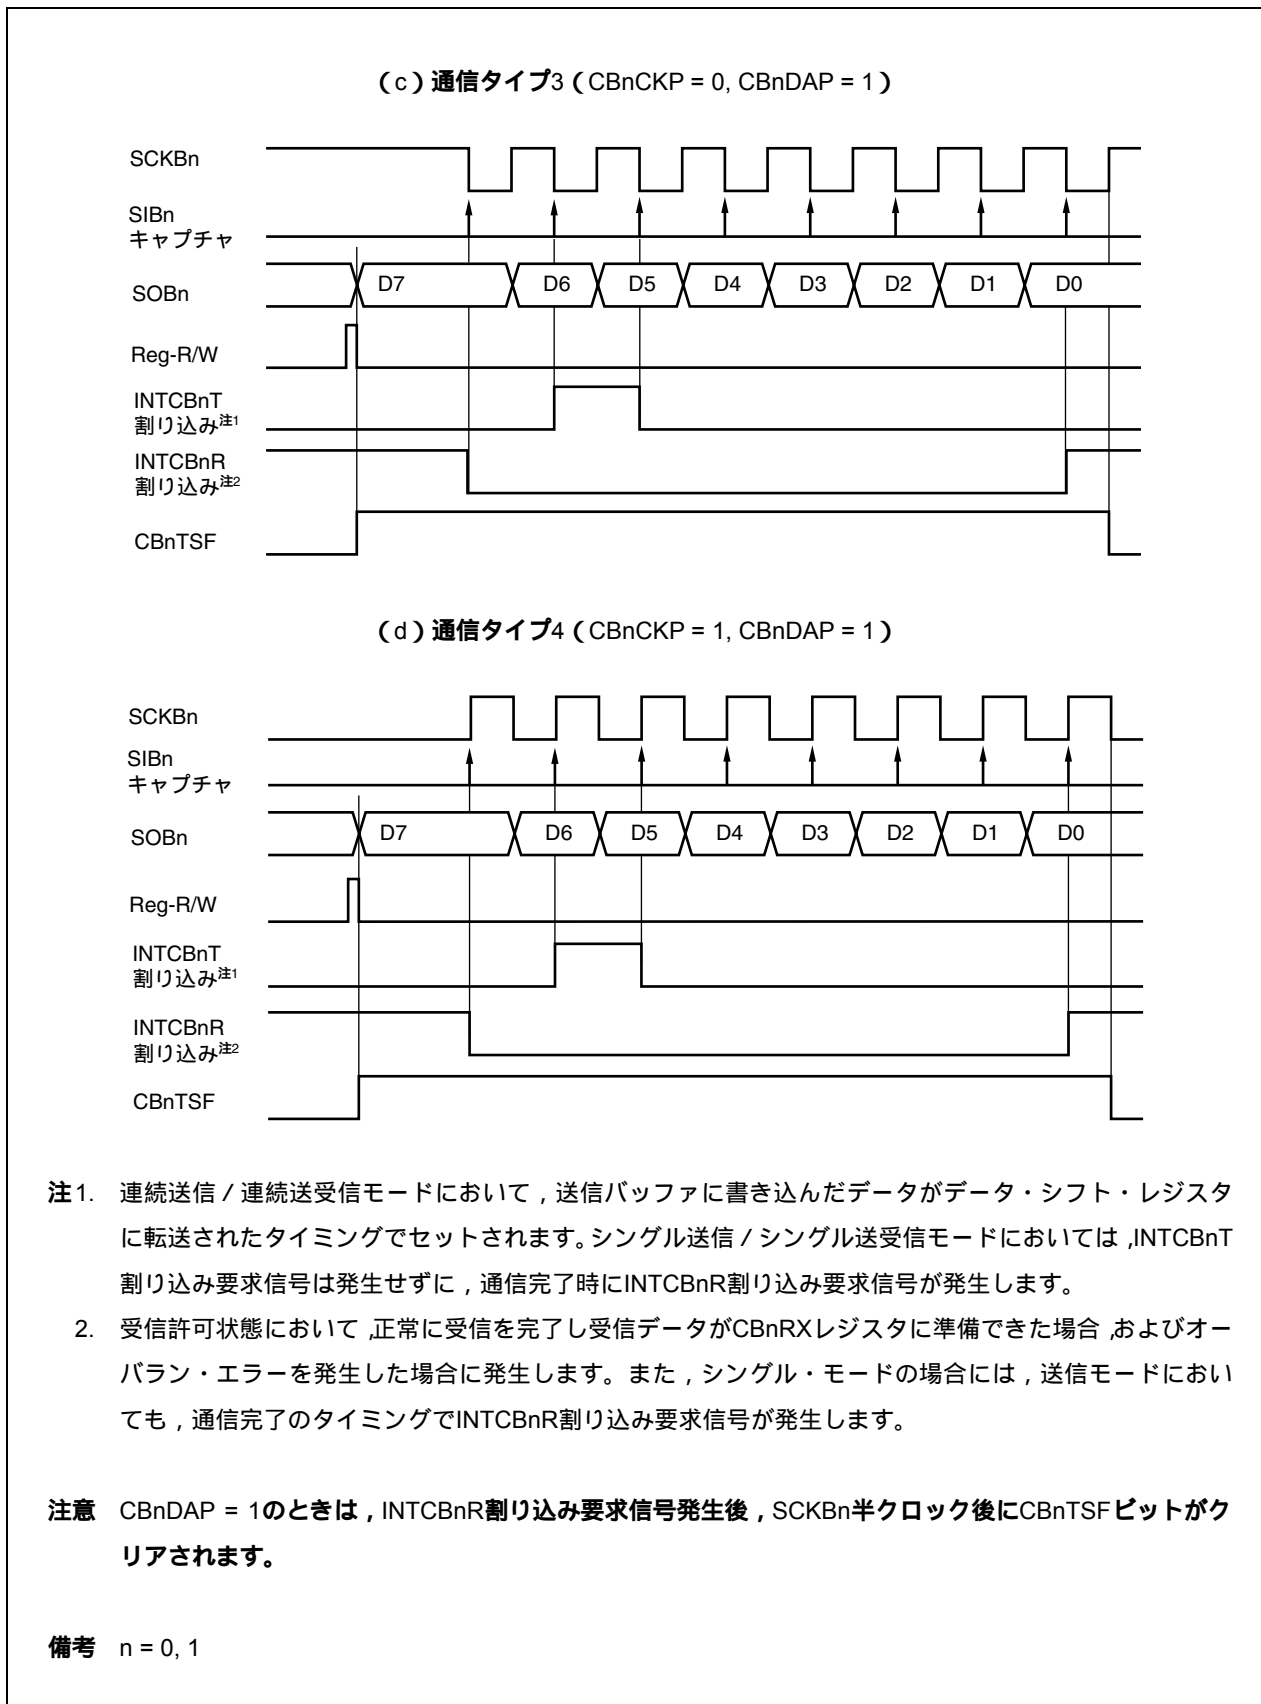 （c）通信タイプ3（CBnCKP = 0, CBnDAP = 1）
SCKBn
SIBn
キャプチャ
SOBn
D7 D6 D5 D4 D3 D2 D1 D0
Reg-R/W
INTCBnT
割り込み注1
INTCBnR
割り込み注2
CBnTSF
（d）通信タイプ4（CBnCKP = 1, CBnDAP = 1）
SCKBn
SIBn
キャプチャ
SOBn
D7 D6 D5 D4 D3 D2 D1 D0
Reg-R/W
INTCBnT
割り込み注1
INTCBnR
割り込み注2
CBnTSF
注1. 連続送信／連続送受信モードにおいて，送信バッファに書き込んだデータがデータ・シフト・レジスタ
に転送されたタイミングでセットされます。シングル送信／シングル送受信モードにおいては，INTCBnT
割り込み要求信号は発生せずに，通信完了時にINTCBnR割り込み要求信号が発生します。
2. 受信許可状態において，正常に受信を完了し受信データがCBnRXレジスタに準備できた場合，およびオー
バラン・エラーを発生した場合に発生します。また，シングル・モードの場合には，送信モードにおい
ても，通信完了のタイミングでINTCBnR割り込み要求信号が発生します。
注意 CBnDAP = 1のときは，INTCBnR割り込み要求信号発生後，SCKBn半クロック後にCBnTSFビットがク
リアされます。
備考 n = 0, 1